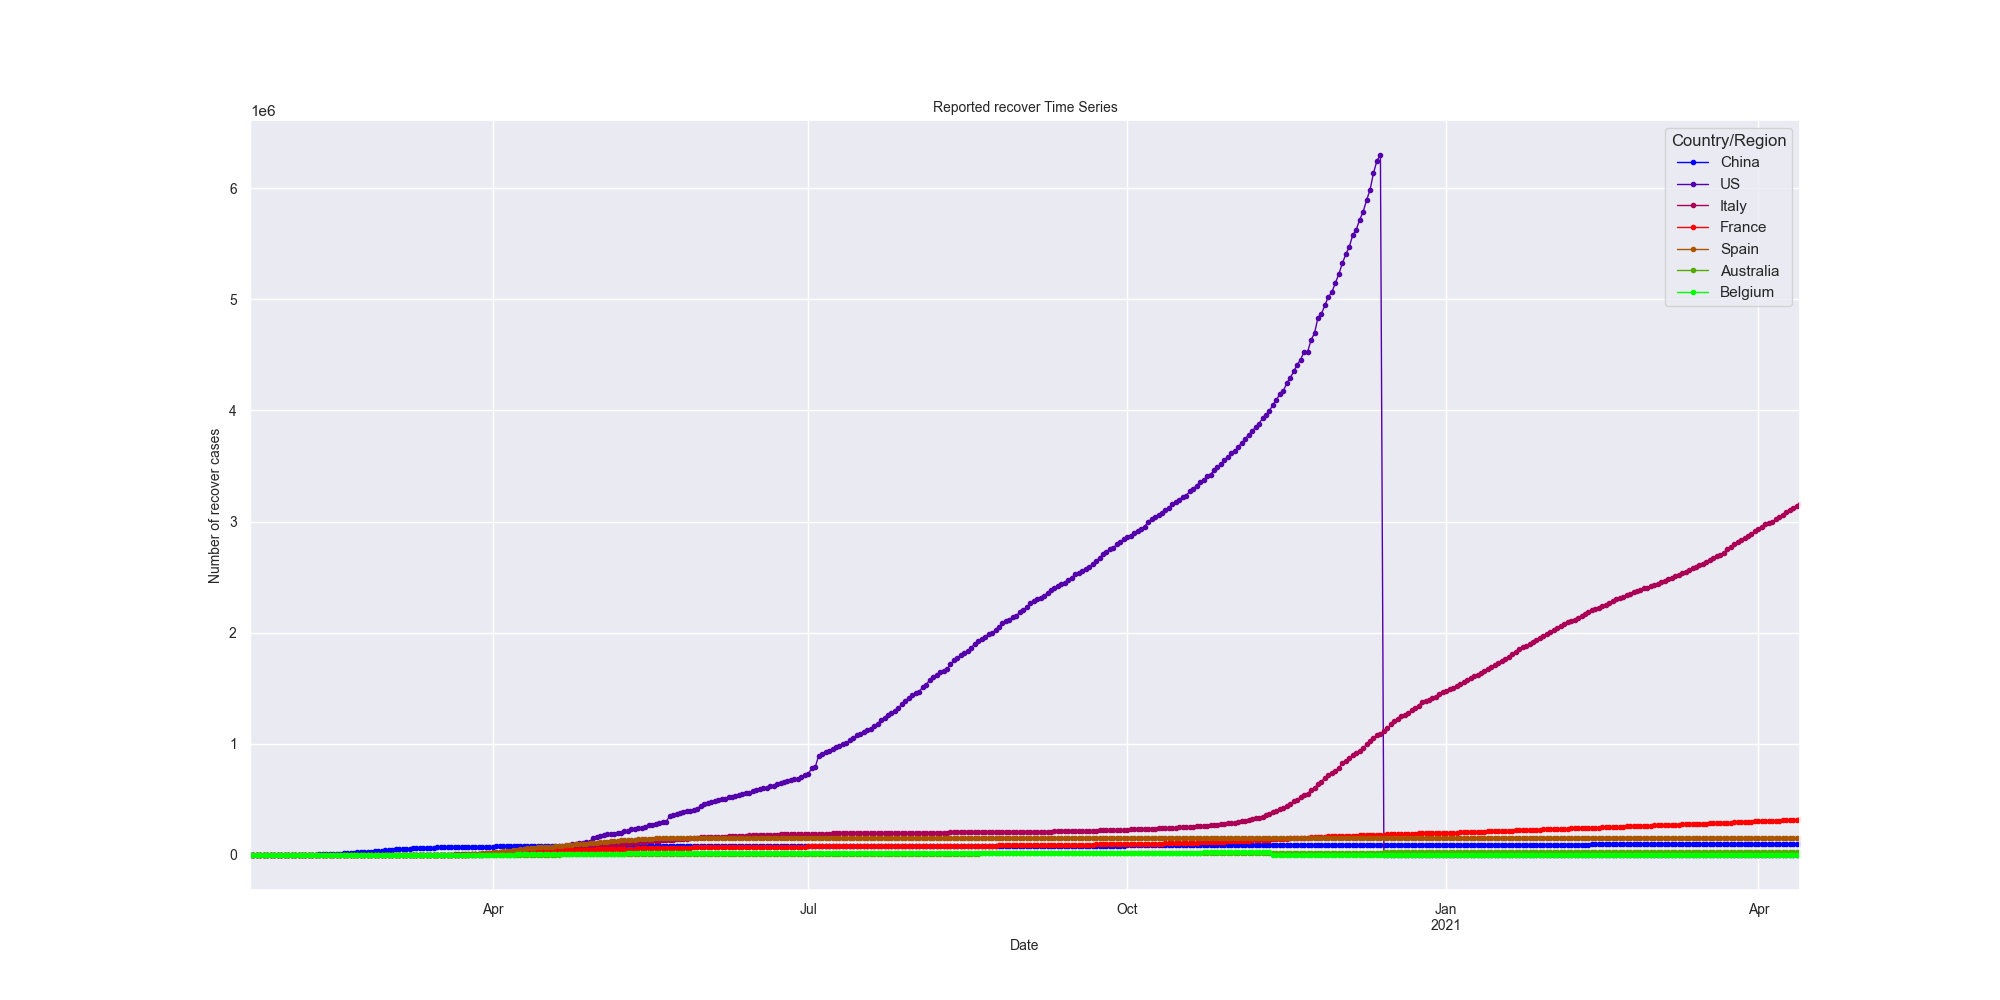 Reported recover Time Series
1e6
Country/Region
China
US
Italy
France
Spain
Australia
Belgium
6
5
4
3
2
1
0
Number of recover cases
Apr
Jul
Oct
Jan
2021
Apr
Date